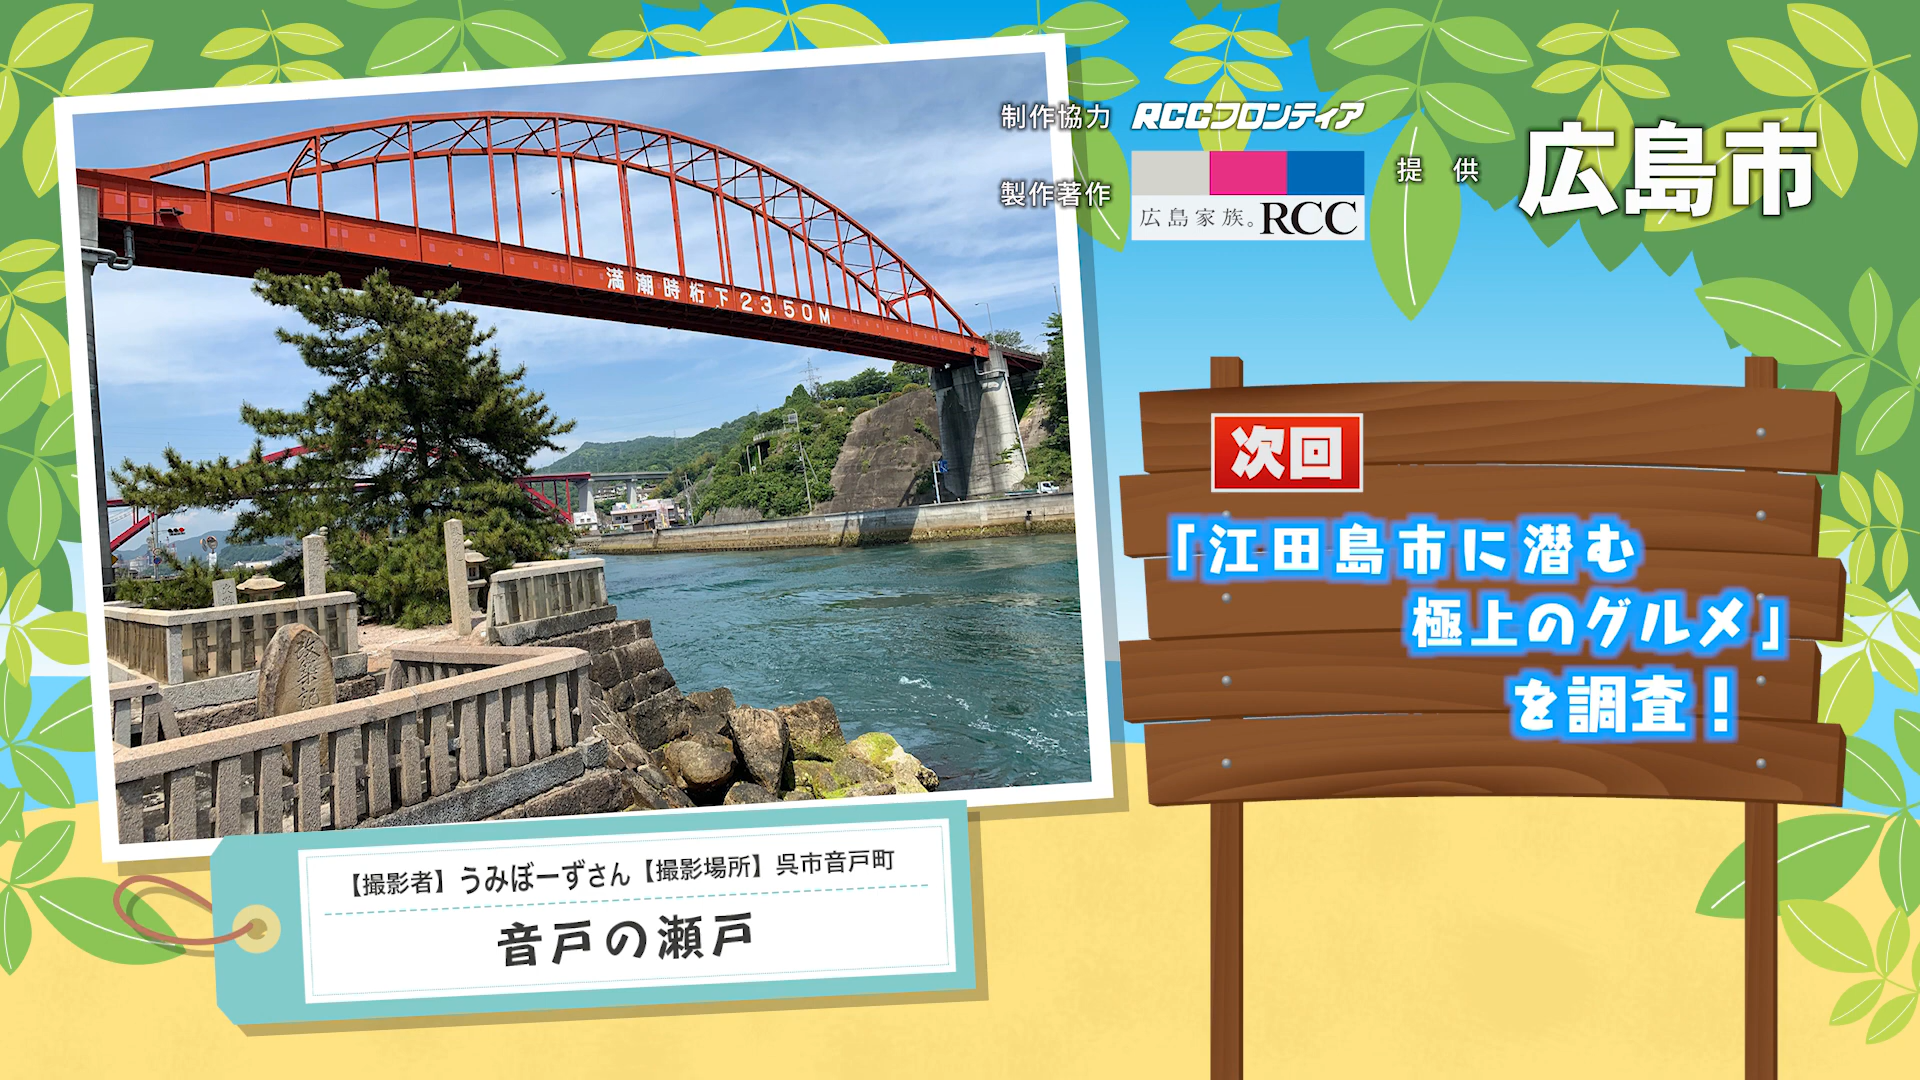 制作協力 RCCフロンティア
製作著作 広島家族。RCC
提供 広島市
満潮時桁下23.50M
改築記
次回
「江田島市に潜む
極上のグルメ」
を調査！
【撮影者】うみぼーずさん【撮影場所】呉市音戸町
音戸の瀬戸